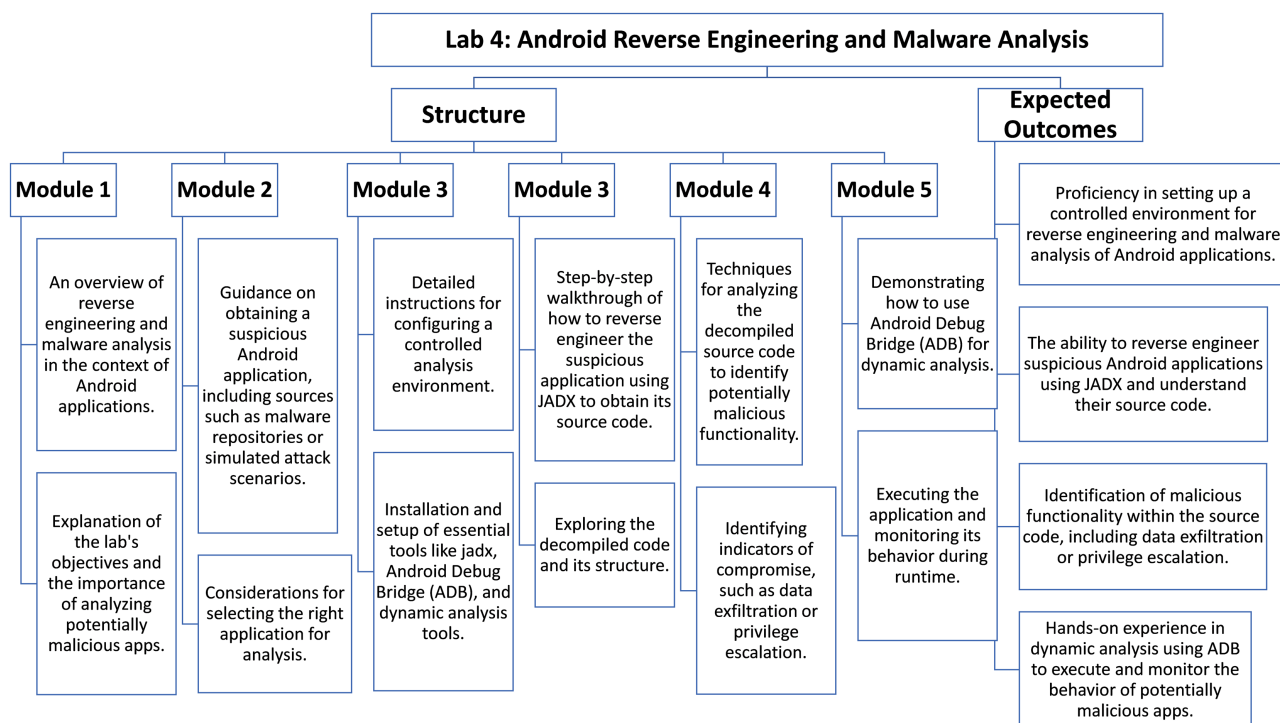 Lab 4: Android Reverse Engineering and Malware Analysis
Structure
Expected
Outcomes
Module 1
An overview of
reverse
engineering and
malware analysis
in the context of
Android
applications.
Explanation of
the lab's
objectives and
the importance
of analyzing
potentially
malicious apps.
Module 2
Guidance on
obtaining a
suspicious
Android
application,
including sources
such as malware
repositories or
simulated attack
scenarios.
Considerations for
selecting the right
application for
analysis.
Module 3
Detailed
instructions for
configuring a
controlled
analysis
environment.
Installation and
setup of essential
tools like jadx,
Android Debug
Bridge (ADB), and
dynamic analysis
tools.
Module 3
Step-by-step
walkthrough of
how to reverse
engineer the
suspicious
application using
JADX to obtain its
source code.
Exploring the
decompiled code
and its structure.
Module 4
Techniques
for analyzing
the
decompiled
source code
to identify
potentially
malicious
functionality.
Identifying
indicators of
compromise,
such as data
exfiltration or
privilege
escalation.
Module 5
Demonstrating
how to use
Android Debug
Bridge (ADB) for
dynamic analysis.
Executing the
application and
monitoring its
behavior during
runtime.
Proficiency in setting up a
controlled environment for
reverse engineering and malware
analysis of Android applications.
The ability to reverse engineer
suspicious Android applications
using JADX and understand
their source code.
Identification of malicious
functionality within the source
code, including data exfiltration
or privilege escalation.
Hands-on experience in
dynamic analysis using ADB
to execute and monitor the
behavior of potentially
malicious apps.